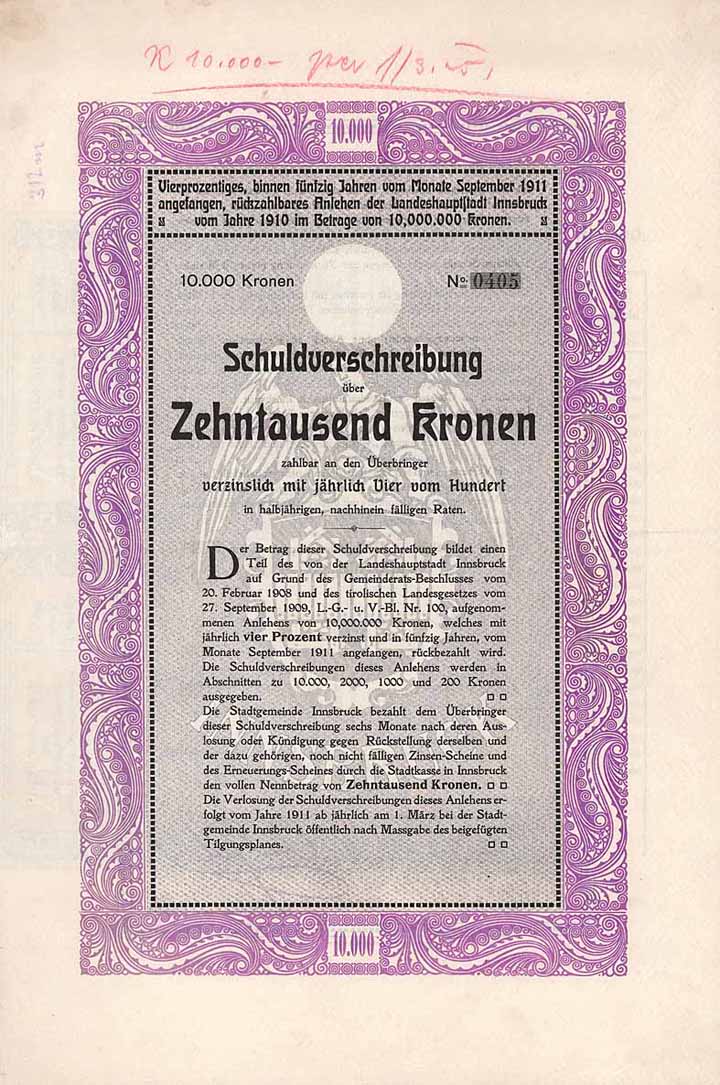 K 10.000 – per 1/3.
10.000
312 m
Vierprozentiges, binnen fünfzig Jahren vom Monate September 1911
angefangen, rückzahlbares Anlehen der Landeshauptstadt Innsbruck
vom Jahre 1910 im Betrage von 10,000.000 Kronen.
10.000 Kronen
No. 0405
Schuldverschreibung
über
Zehntausend Kronen
zahlbar an den Überbringer
verzinslich mit jährlich Vier vom Hundert
in halbjährigen, nachhinein fälligen Raten.
Der Betrag dieser Schuldverschreibung bildet einen
Teil des von der Landeshauptstadt Innsbruck
auf Grund des Gemeinderats-Beschlusses vom
20. Februar 1908 und des tirolischen Landesgesetzes vom
27. September 1909, L.-G.- u. V.-Bl. Nr. 100, aufgenom-
menen Anlehens von 10,000.000 Kronen, welches mit
jährlich vier Prozent verzinst und in fünfzig Jahren, vom
Monate September 1911 angefangen, rückbezahlt wird.
Die Schuldverschreibungen dieses Anlehens werden in
Abschnitten zu 10.000, 2000, 1000 und 200 Kronen
ausgegeben.
Die Stadtgemeinde Innsbruck bezahlt dem Überbringer
dieser Schuldverschreibung sechs Monate nach deren Aus-
losung oder Kündigung gegen Rückstellung derselben und
der dazu gehörigen, noch nicht fälligen Zinsen-Scheine und
des Erneuerungs-Scheines durch die Stadtkasse in Innsbruck
den vollen Nennbetrag von Zehntausend Kronen.
Die Verlosung der Schuldverschreibungen dieses Anlehens er-
folgt vom Jahre 1911 ab jährlich am 1. März bei der Stadt-
gemeinde Innsbruck öffentlich nach Massgabe des beigefügten
Tilgungsplanes.
10.000